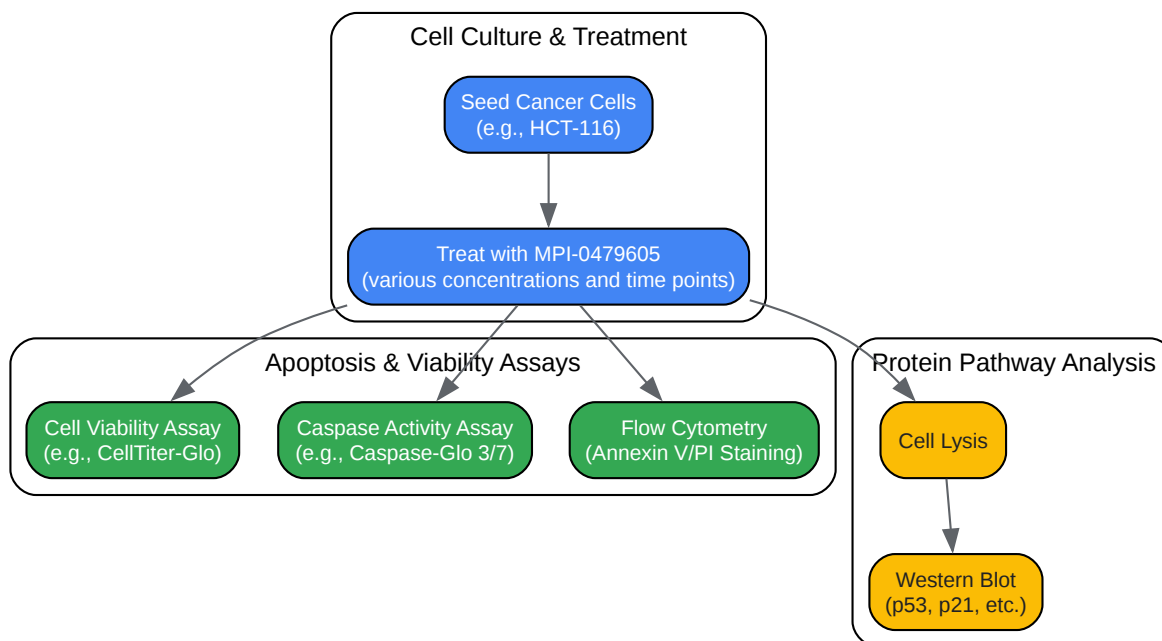 Cell Culture & Treatment
Seed Cancer Cells
(e.g., HCT-116)
Treat with MPI-0479605
(various concentrations and time points)
Apoptosis & Viability Assays
Cell Viability Assay
(e.g., CellTiter-Glo)
Caspase Activity Assay
(e.g., Caspase-Glo 3/7)
Flow Cytometry
(Annexin V/PI Staining)
Protein Pathway Analysis
Cell Lysis
Western Blot
(p53, p21, etc.)